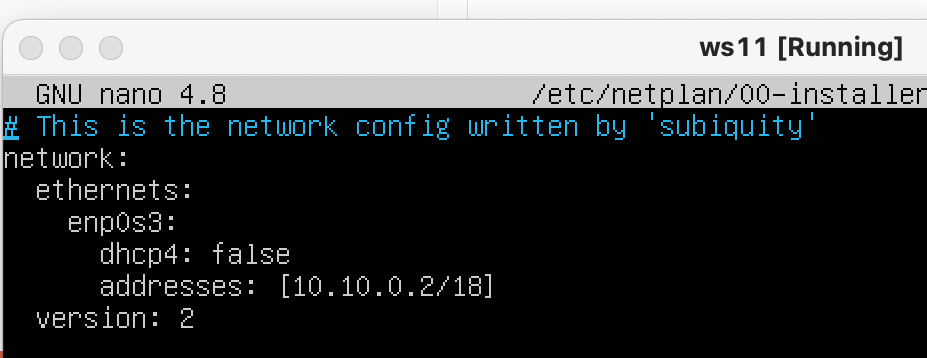 ws11 [Running]
GNU nano 4.8 /etc/netplan/00-installer
# This is the network config written by 'subiquity'
network:
ethernets:
enp0s3:
dhcp4: false
addresses: [10.10.0.2/18]
version: 2